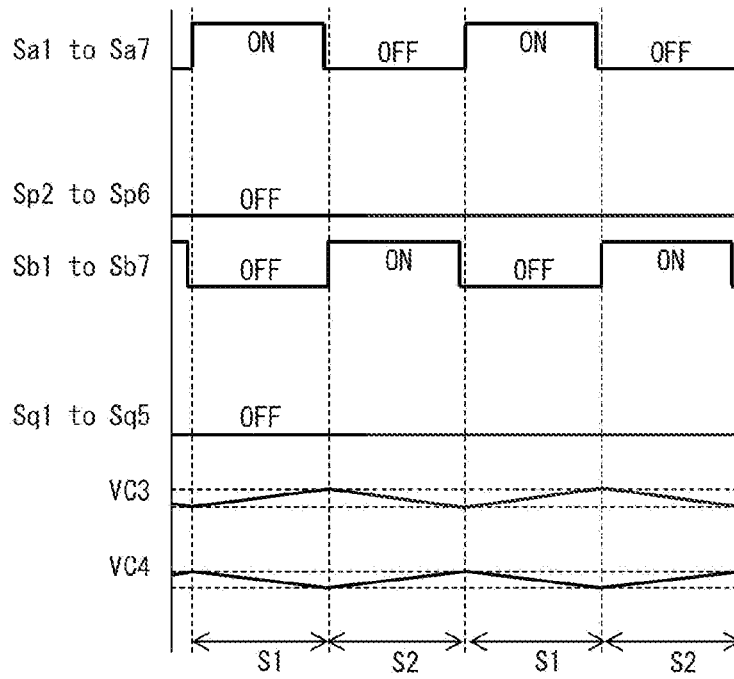 Sa1 to Sa7 ON OFF ON OFF
Sp2 to Sp6 OFF
Sb1 to Sb7 OFF ON OFF ON
Sq1 to Sq5 OFF
VC3
VC4
S1 S2 S1 S2